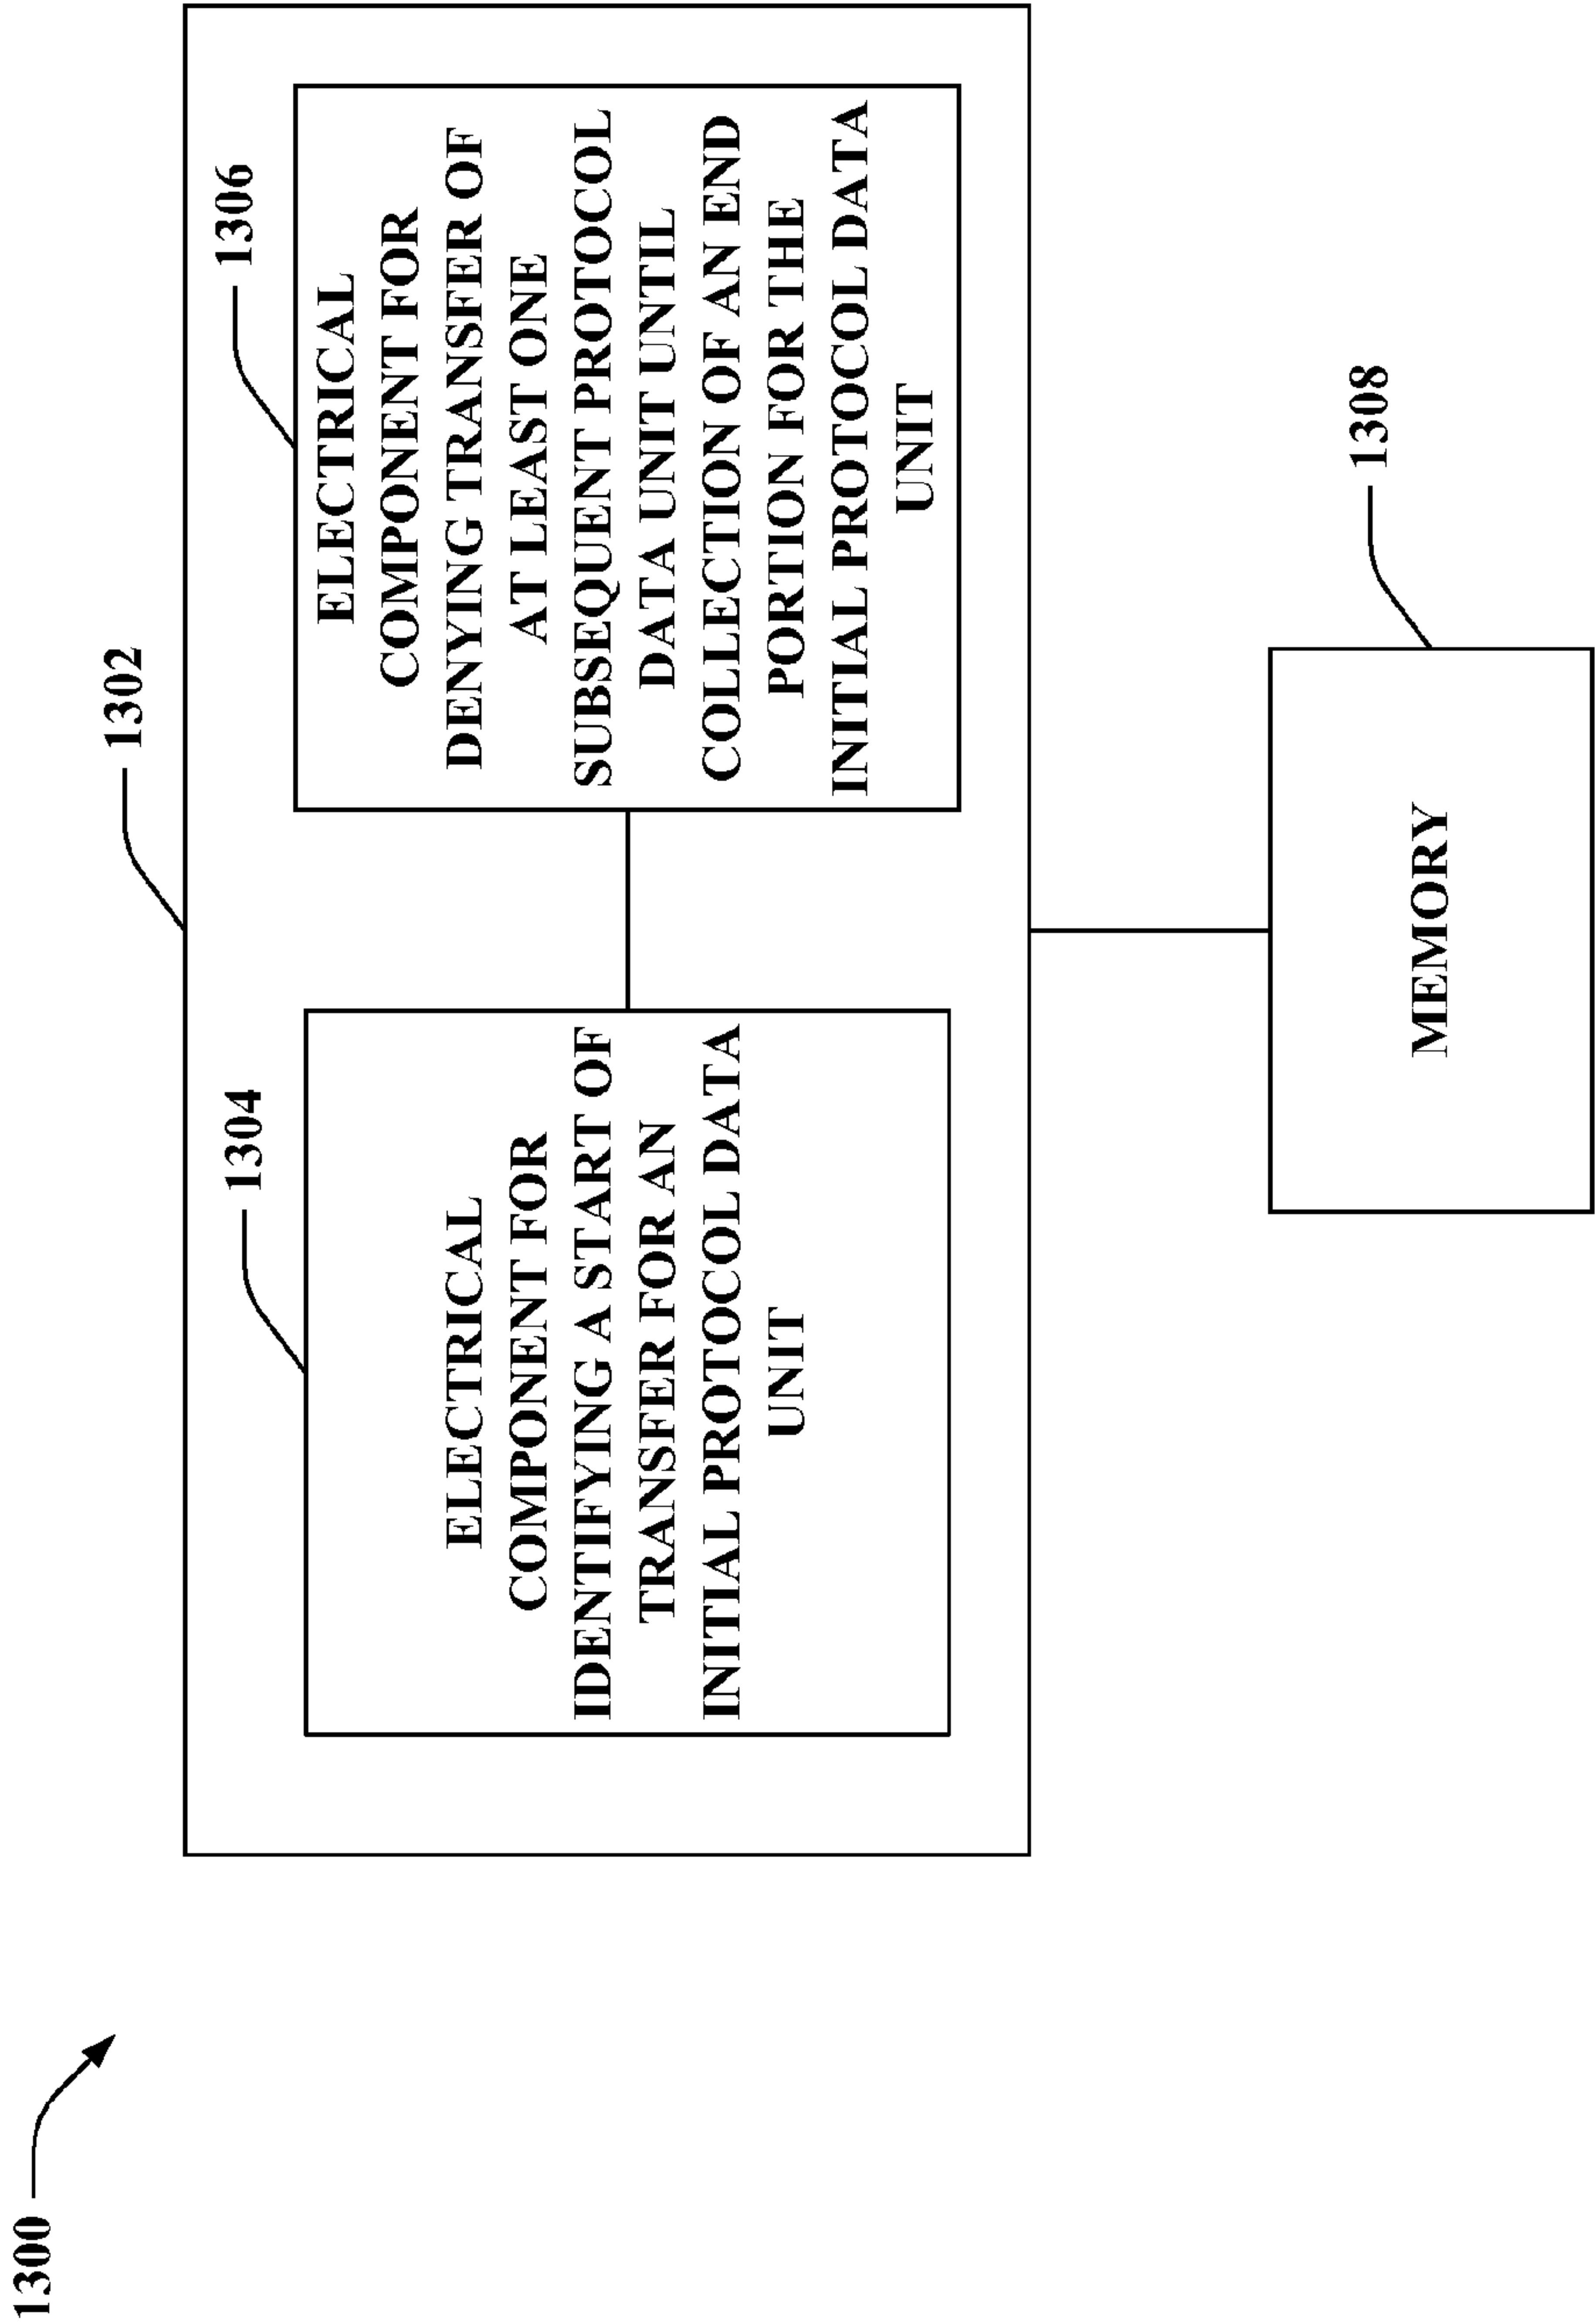 1300
1302
1304
ELECTRICAL
COMPONENT FOR
IDENTIFYING A START OF
TRANSFER FOR AN
INITIAL PROTOCOL DATA
UNIT
1306
ELECTRICAL
COMPONENT FOR
DENYING TRANSFER OF
AT LEAST ONE
SUBSEQUENT PROTOCOL
DATA UNIT UNTIL
COLLECTION OF AN END
PORTION FOR THE
INITIAL PROTOCOL DATA
UNIT
1308
MEMORY